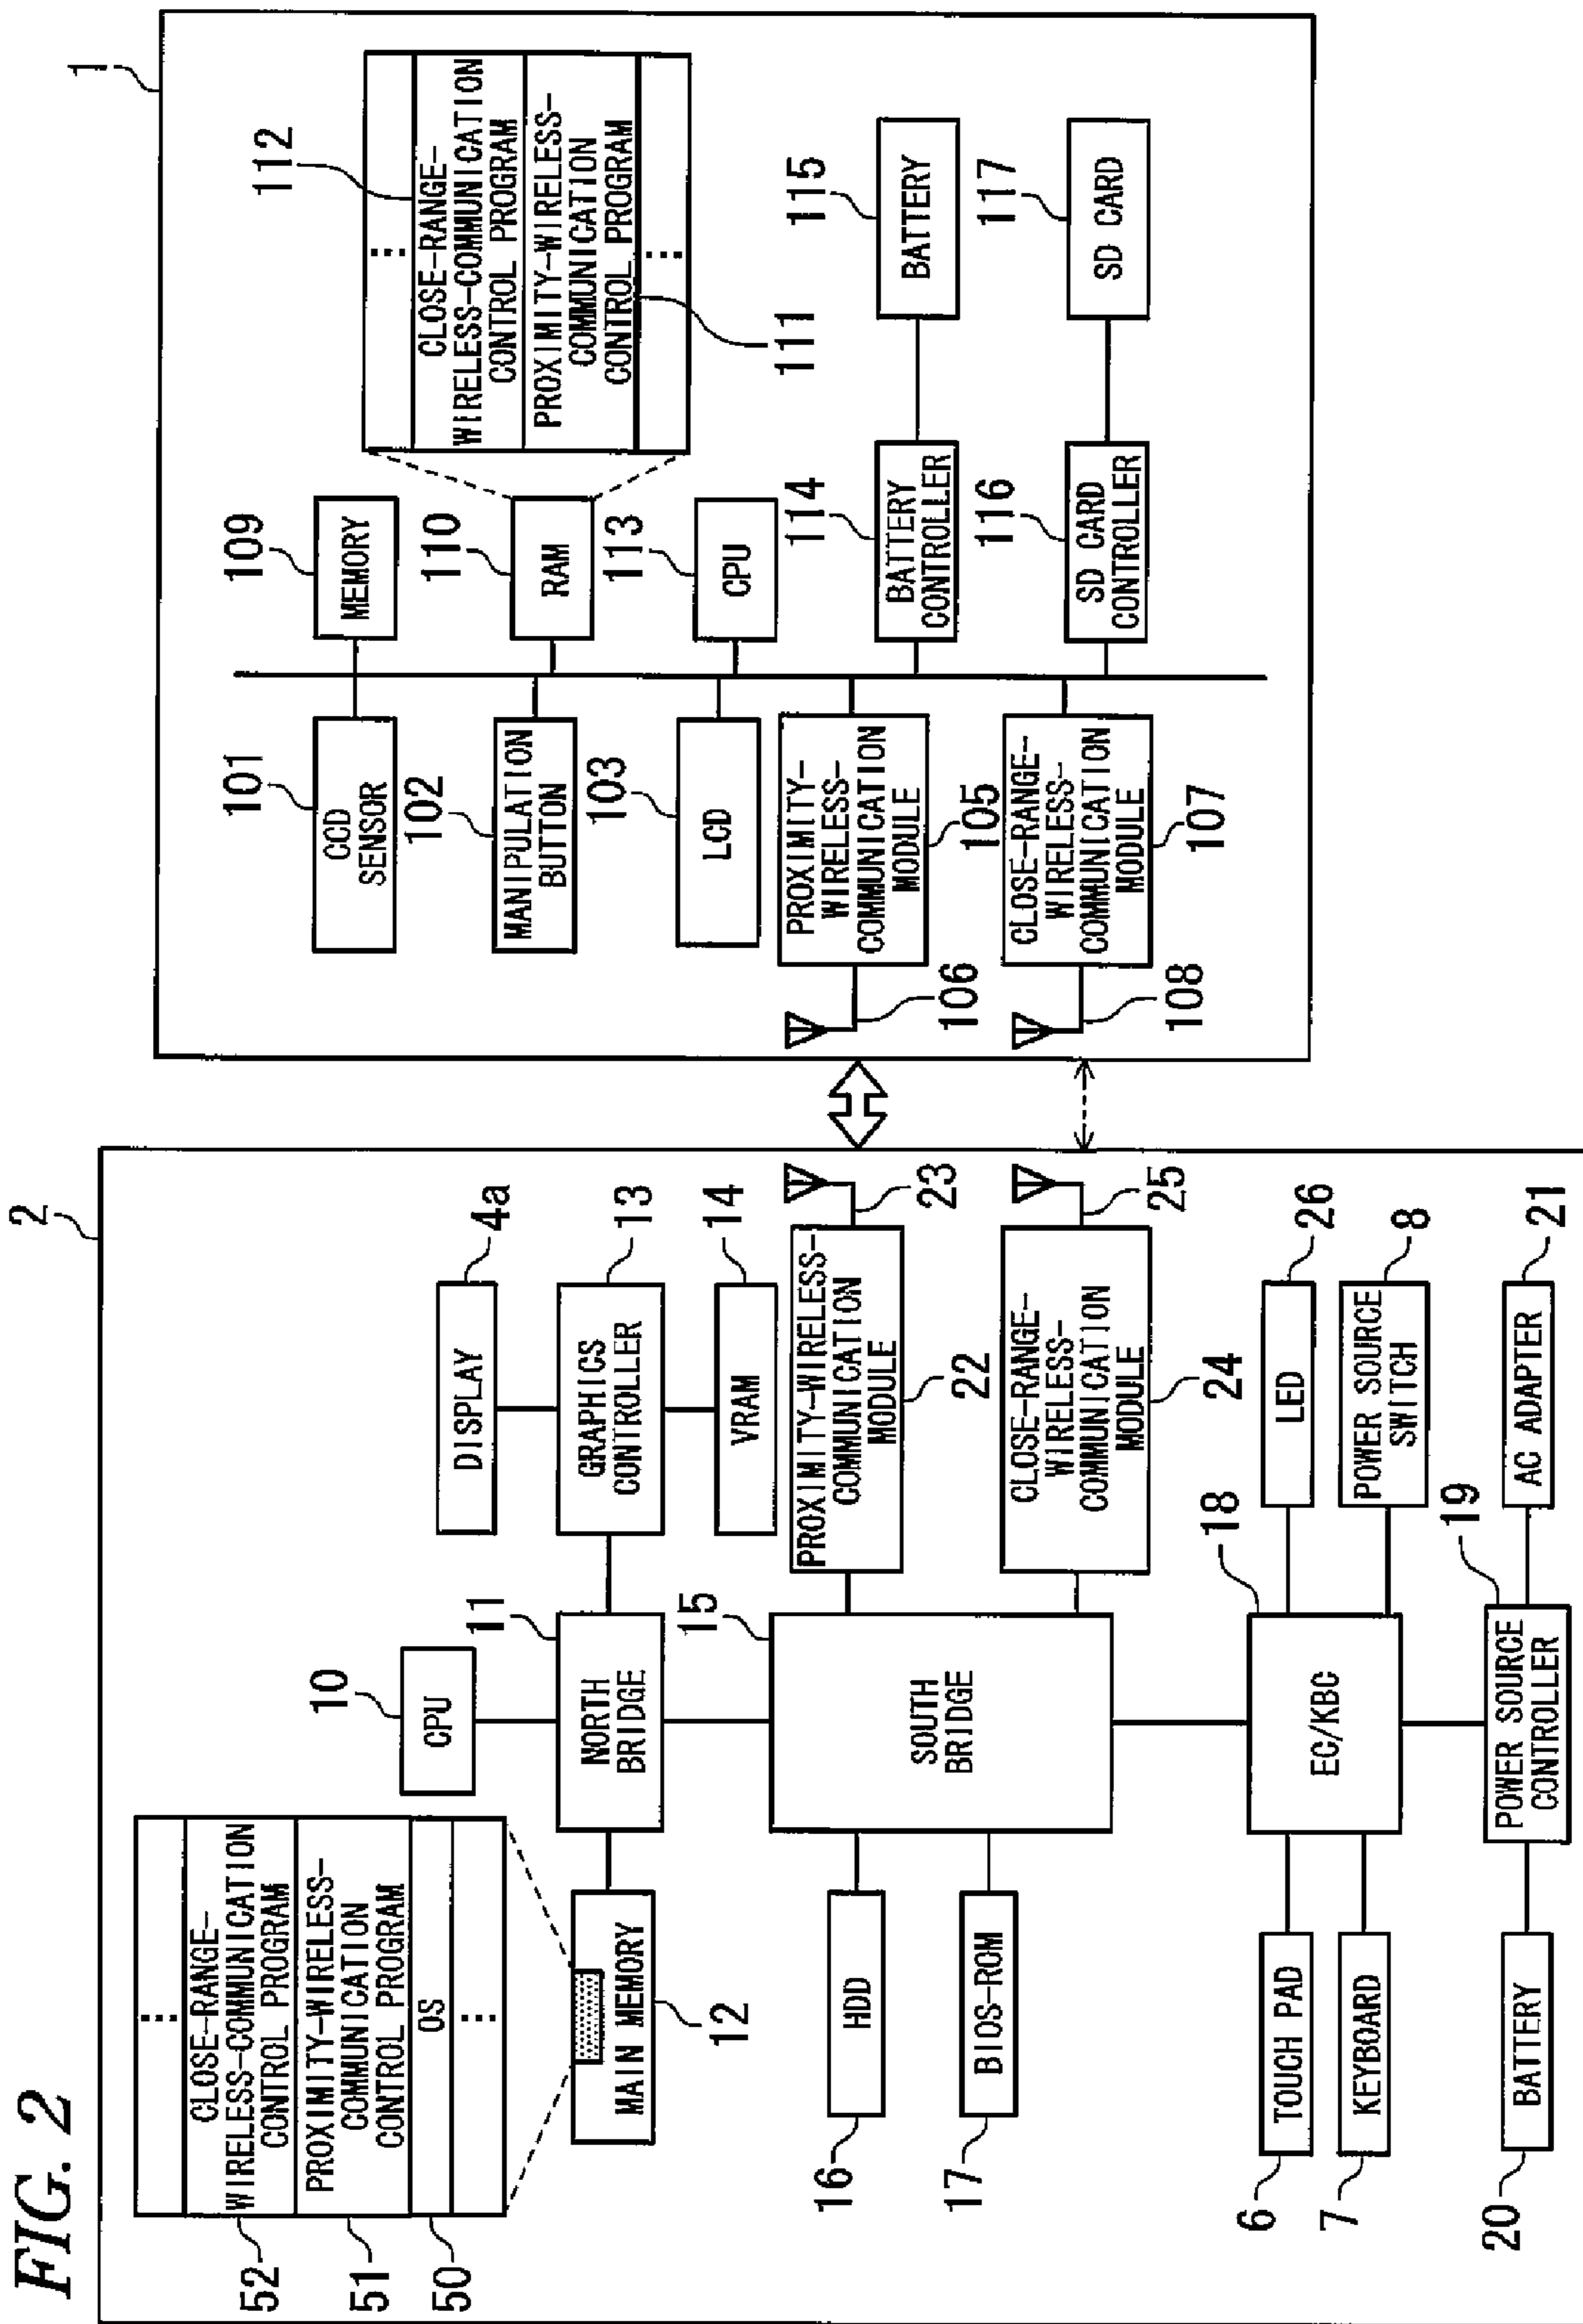 FIG. 2
2
52
51
50
⋮
CLOSE-RANGE-
WIRELESS-COMMUNICATION
CONTROL PROGRAM
PROXIMITY-WIRELESS-
COMMUNICATION
CONTROL PROGRAM
OS
⋮
10
CPU
4a
DISPLAY
11
NORTH
BRIDGE
13
GRAPHICS
CONTROLLER
MAIN MEMORY
12
14
VRAM
15
SOUTH
BRIDGE
16
HDD
17
BIOS-ROM
PROXIMITY-WIRELESS-
COMMUNICATION
MODULE
22
23
CLOSE-RANGE-
WIRELESS-
COMMUNICATION
MODULE
24
25
18
EC/KBC
6
TOUCH PAD
7
KEYBOARD
LED
26
POWER SOURCE
SWITCH
8
19
POWER SOURCE
CONTROLLER
20
BATTERY
AC ADAPTER
21
1
101
CCD
SENSOR
109
MEMORY
102
MANIPULATION
BUTTON
110
RAM
112
⋮
CLOSE-RANGE-
WIRELESS-COMMUNICATION
CONTROL PROGRAM
PROXIMITY-WIRELESS-
COMMUNICATION
CONTROL PROGRAM
⋮
111
103
LCD
113
CPU
PROXIMITY-
WIRELESS-
COMMUNICATION
MODULE
105
106
114
BATTERY
CONTROLLER
115
BATTERY
CLOSE-RANGE-
WIRELESS-
COMMUNICATION
MODULE
107
108
116
SD CARD
CONTROLLER
117
SD CARD